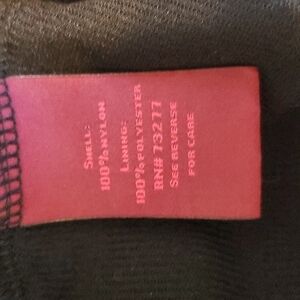 SHELL:
100% NYLON
LINING:
100% POLYESTER
RN# 73277
SEE REVERSE
FOR CARE